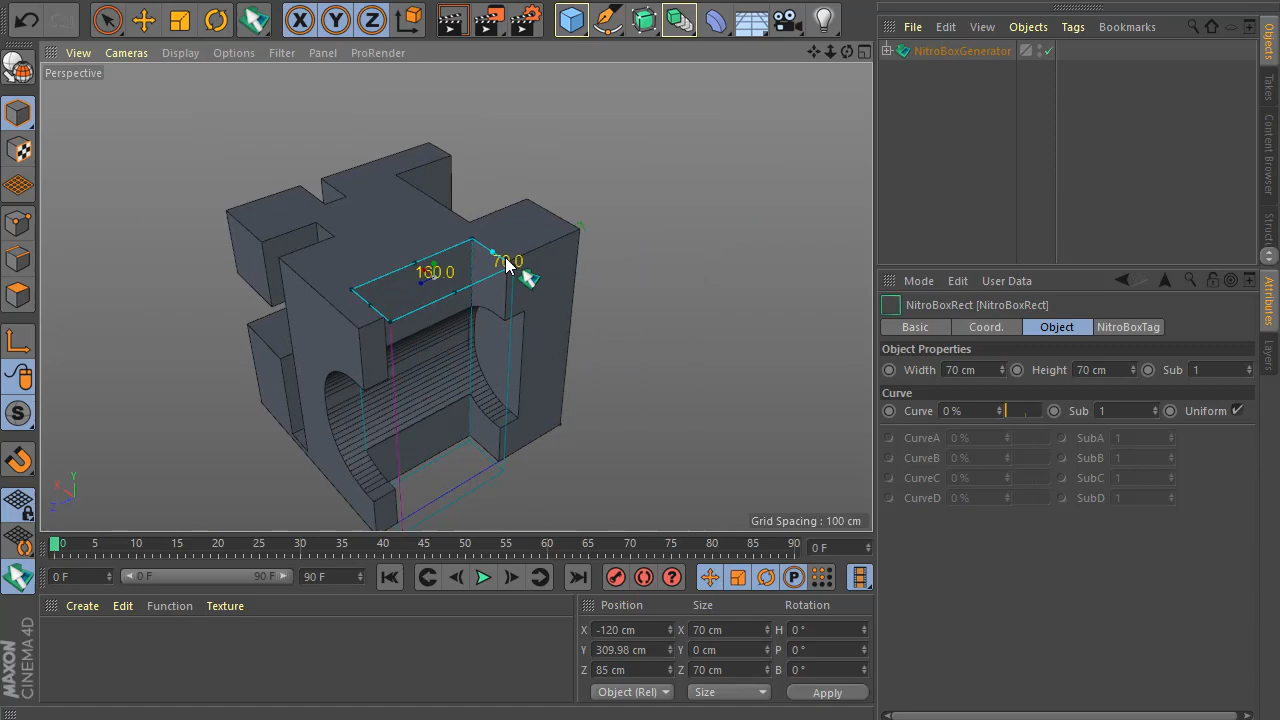 X Y Z
File Edit View Objects Tags Bookmarks
View Cameras Display Options Filter Panel ProRender
NitroBoxGenerator
Perspective
Objects
Takes
Content Browser
Structure
Attributes
Layers
180.0
70.0
Mode Edit User Data
NitroBoxRect [NitroBoxRect]
Basic Coord. Object NitroBoxTag
Object Properties
Width 70 cm Height 70 cm Sub 1
Curve
Curve 0 % Sub 1 Uniform
CurveA 0 % SubA 1
CurveB 0 % SubB 1
CurveC 0 % SubC 1
CurveD 0 % SubD 1
Y
X
Z
Grid Spacing : 100 cm
0 5 10 15 20 25 30 35 40 45 50 55 60 65 70 75 80 85 90 0 F
0 F 0 F 90 F 90 F
P
Create Edit Function Texture
Position Size Rotation
X -120 cm X 70 cm H 0 °
Y 309.98 cm Y 0 cm P 0 °
Z 85 cm Z 70 cm B 0 °
Object (Rel) Size Apply
MAXON
CINEMA 4D